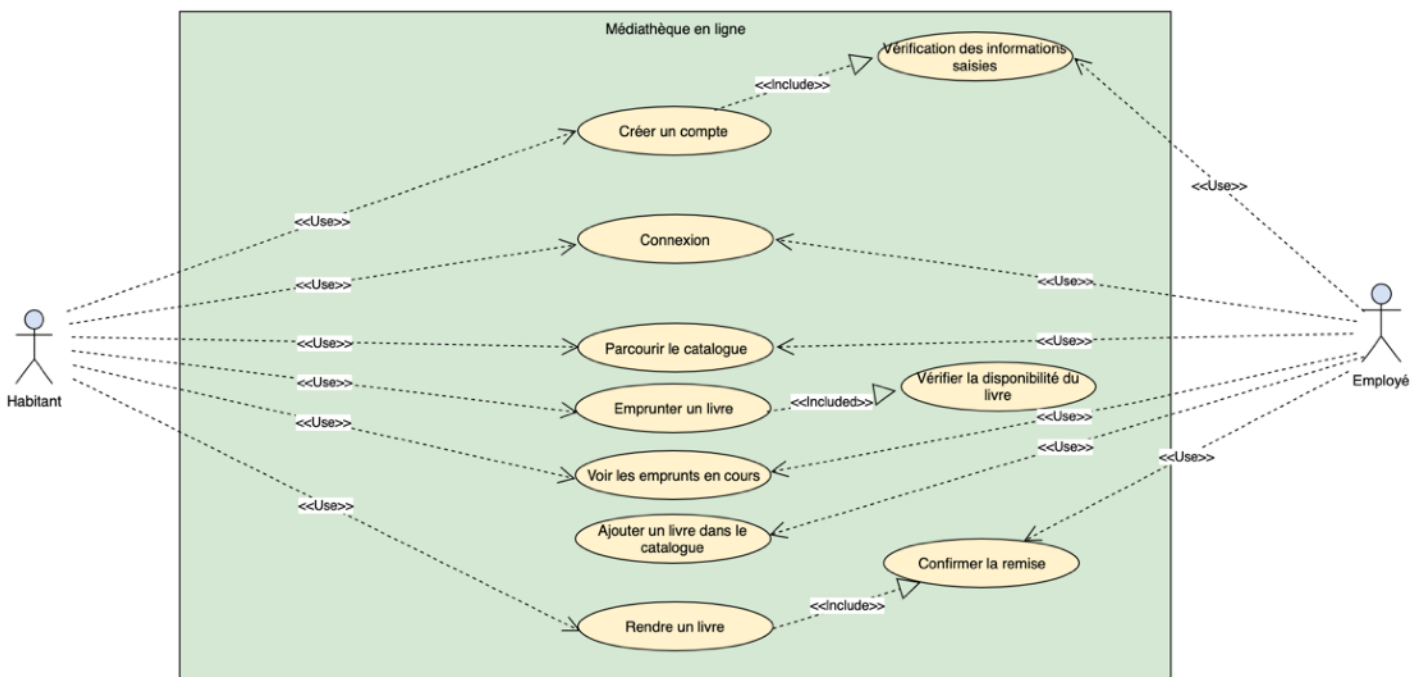 Médiathèque en ligne
Vérification des informations
saisies
<<Include>>
Créer un compte
<<Use>>
<<Use>>
Connexion
<<Use>>
<<Use>>
Habitant
<<Use>>
Parcourir le catalogue
<<Use>>
Employé
<<Use>>
Emprunter un livre
<<Included>>
Vérifier la disponibilité du
livre
<<Use>>
<<Use>>
Voir les emprunts en cours
<<Use>>
<<Use>>
<<Use>>
Ajouter un livre dans le
catalogue
Confirmer la remise
<<Include>>
Rendre un livre